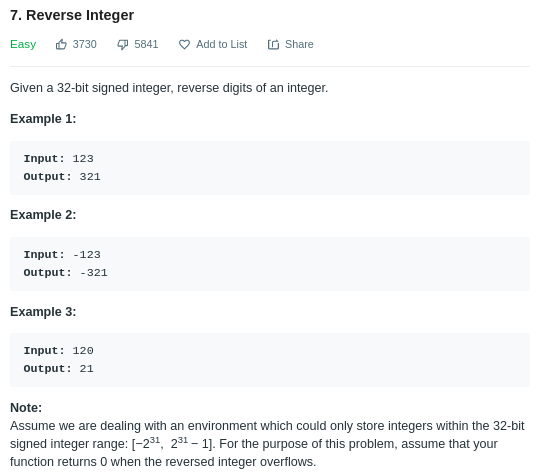 7. Reverse Integer
Easy 3730 5841 Add to List Share
Given a 32-bit signed integer, reverse digits of an integer.
Example 1:
Input: 123
Output: 321
Example 2:
Input: -123
Output: -321
Example 3:
Input: 120
Output: 21
Note:
Assume we are dealing with an environment which could only store integers within the 32-bit
signed integer range: [−2³¹,  2³¹ − 1]. For the purpose of this problem, assume that your
function returns 0 when the reversed integer overflows.